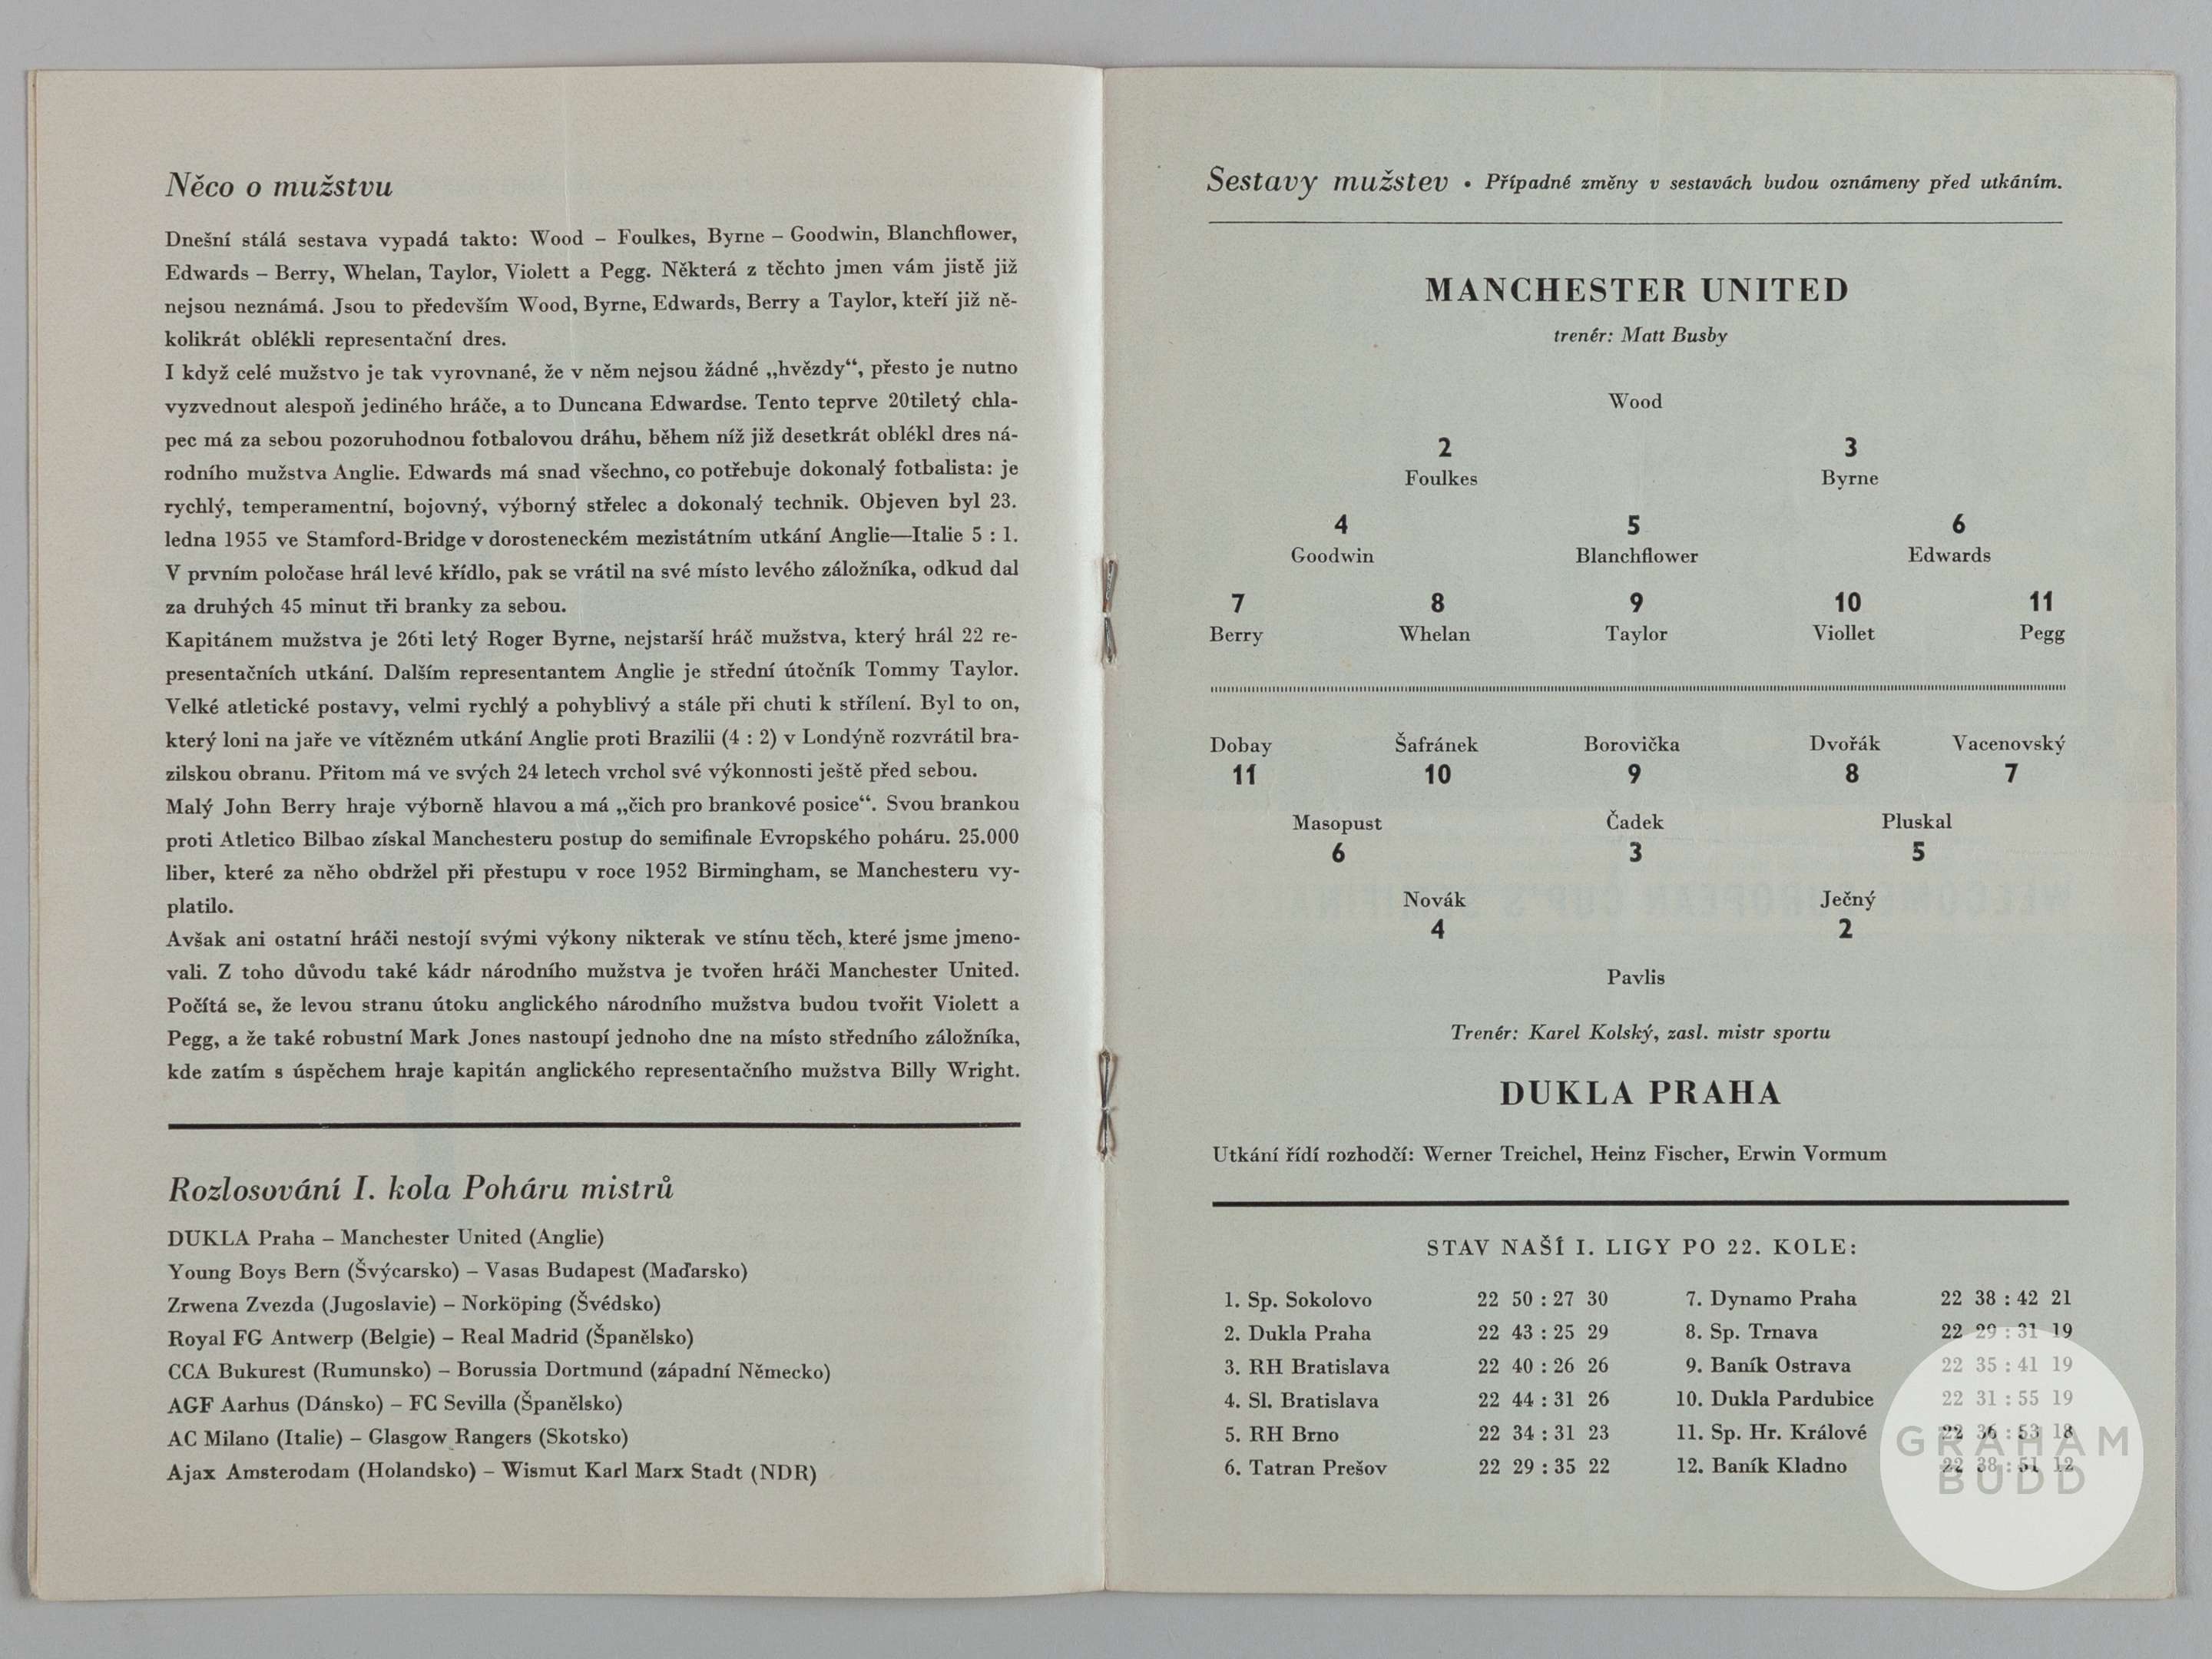 Něco o mužstvu
Dnešní stálá sestava vypadá takto: Wood – Foulkes, Byrne – Goodwin, Blanchflower,
Edwards – Berry, Whelan, Taylor, Violett a Pegg. Některá z těchto jmen vám jistě již
nejsou neznámá. Jsou to především Wood, Byrne, Edwards, Berry a Taylor, kteří již ně-
kolikrát oblékli representační dres.
I když celé mužstvo je tak vyrovnané, že v něm nejsou žádné „hvězdy“, přesto je nutno
vyzvednout alespoň jediného hráče, a to Duncana Edwardse. Tento teprve 20tiletý chla-
pec má za sebou pozoruhodnou fotbalovou dráhu, během níž již desetkrát oblékl dres ná-
rodního mužstva Anglie. Edwards má snad všechno, co potřebuje dokonalý fotbalista: je
rychlý, temperamentní, bojovný, výborný střelec a dokonalý technik. Objeven byl 23.
ledna 1955 ve Stamford-Bridge v dorosteneckém mezistátním utkání Anglie—Italie 5 : 1.
V prvním poločase hrál levé křídlo, pak se vrátil na své místo levého záložníka, odkud dal
za druhých 45 minut tři branky za sebou.
Kapitánem mužstva je 26ti letý Roger Byrne, nejstarší hráč mužstva, který hrál 22 re-
presentačních utkání. Dalším representantem Anglie je střední útočník Tommy Taylor.
Velké atletické postavy, velmi rychlý a pohyblivý a stále při chuti k střílení. Byl to on,
který loni na jaře ve vítězném utkání Anglie proti Brazilii (4 : 2) v Londýně rozvrátil bra-
zilskou obranu. Přitom má ve svých 24 letech vrchol své výkonnosti ještě před sebou.
Malý John Berry hraje výborně hlavou a má „čich pro brankové posice“. Svou brankou
proti Atletico Bilbao získal Manchesteru postup do semifinale Evropského poháru. 25.000
liber, které za něho obdržel při přestupu v roce 1952 Birmingham, se Manchesteru vy-
platilo.
Avšak ani ostatní hráči nestojí svými výkony nikterak ve stínu těch, které jsme jmeno-
vali. Z toho důvodu také kádr národního mužstva je tvořen hráči Manchester United.
Počítá se, že levou stranu útoku anglického národního mužstva budou tvořit Violett a
Pegg, a že také robustní Mark Jones nastoupí jednoho dne na místo středního záložníka,
kde zatím s úspěchem hraje kapitán anglického representačního mužstva Billy Wright.
Rozlosování I. kola Poháru mistrů
DUKLA Praha – Manchester United (Anglie)
Young Boys Bern (Švýcarsko) – Vasas Budapest (Maďarsko)
Zrwena Zvezda (Jugoslavie) – Norköping (Švédsko)
Royal FG Antwerp (Belgie) – Real Madrid (Španělsko)
CCA Bukurest (Rumunsko) – Borussia Dortmund (západní Německo)
AGF Aarhus (Dánsko) – FC Sevilla (Španělsko)
AC Milano (Italie) – Glasgow Rangers (Skotsko)
Ajax Amsterodam (Holandsko) – Wismut Karl Marx Stadt (NDR)
Sestavy mužstev • Případné změny v sestavách budou oznámeny před utkáním.
MANCHESTER UNITED
trenér: Matt Busby
Wood
2 3
Foulkes Byrne
4 5 6
Goodwin Blanchflower Edwards
7 8 9 10 11
Berry Whelan Taylor Viollet Pegg
Dobay Šafránek Borovička Dvořák Vacenovský
11 10 9 8 7
Masopust Čadek Pluskal
6 3 5
Novák Ječný
4 2
Pavlis
Trenér: Karel Kolský, zasl. mistr sportu
DUKLA PRAHA
Utkání řídí rozhodčí: Werner Treichel, Heinz Fischer, Erwin Vormum
STAV NAŠÍ I. LIGY PO 22. KOLE:
1. Sp. Sokolovo 22 50 : 27 30 7. Dynamo Praha 22 38 : 42 21
2. Dukla Praha 22 43 : 25 29 8. Sp. Trnava 22 29 : 31 19
3. RH Bratislava 22 40 : 26 26 9. Baník Ostrava 22 35 : 41 19
4. Sl. Bratislava 22 44 : 31 26 10. Dukla Pardubice 22 31 : 55 19
5. RH Brno 22 34 : 31 23 11. Sp. Hr. Králové 22 36 : 53 18
6. Tatran Prešov 22 29 : 35 22 12. Baník Kladno 22 38 : 51 12
GRAHAM
BUDD